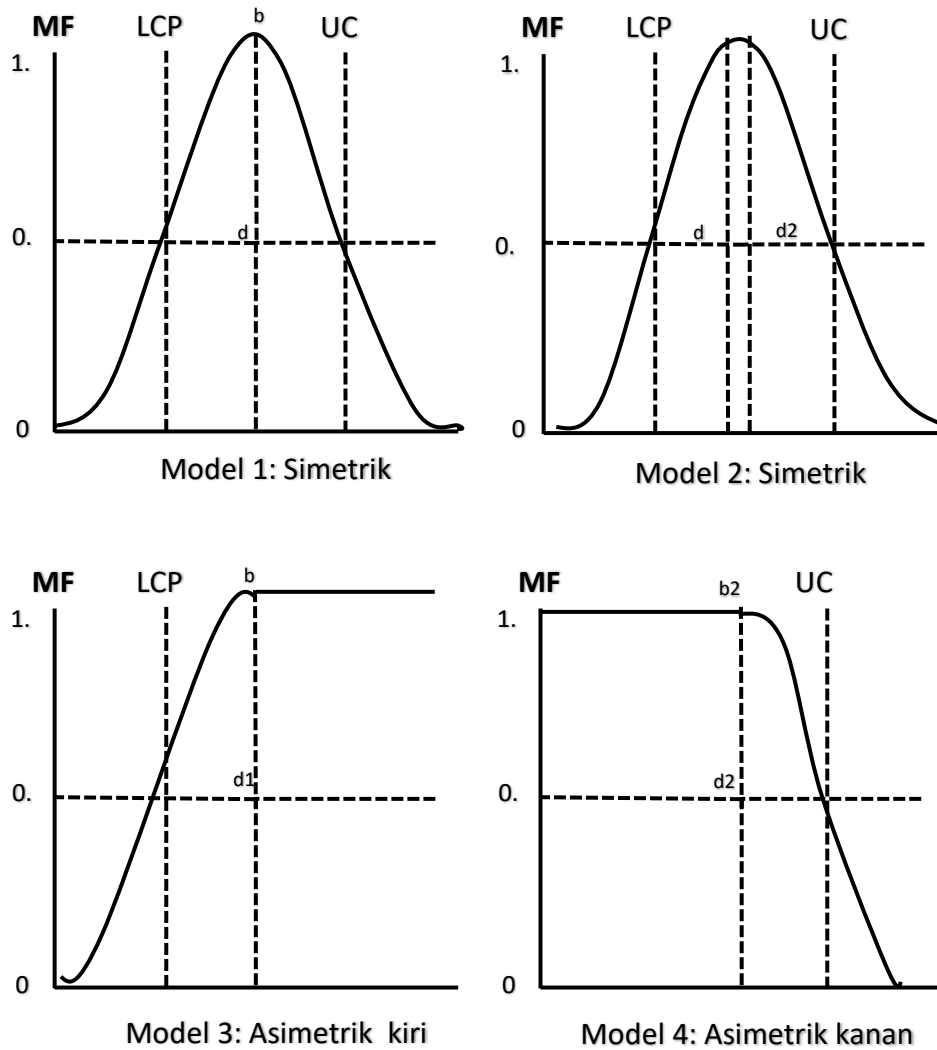 MF LCP b UC
1.
0. d
0
Model 1: Simetrik
MF LCP UC
1.
0. d d2
0
Model 2: Simetrik
MF LCP b
1.
0. d1
0
Model 3: Asimetrik kiri
MF b2 UC
1.
0. d2
0
Model 4: Asimetrik kanan